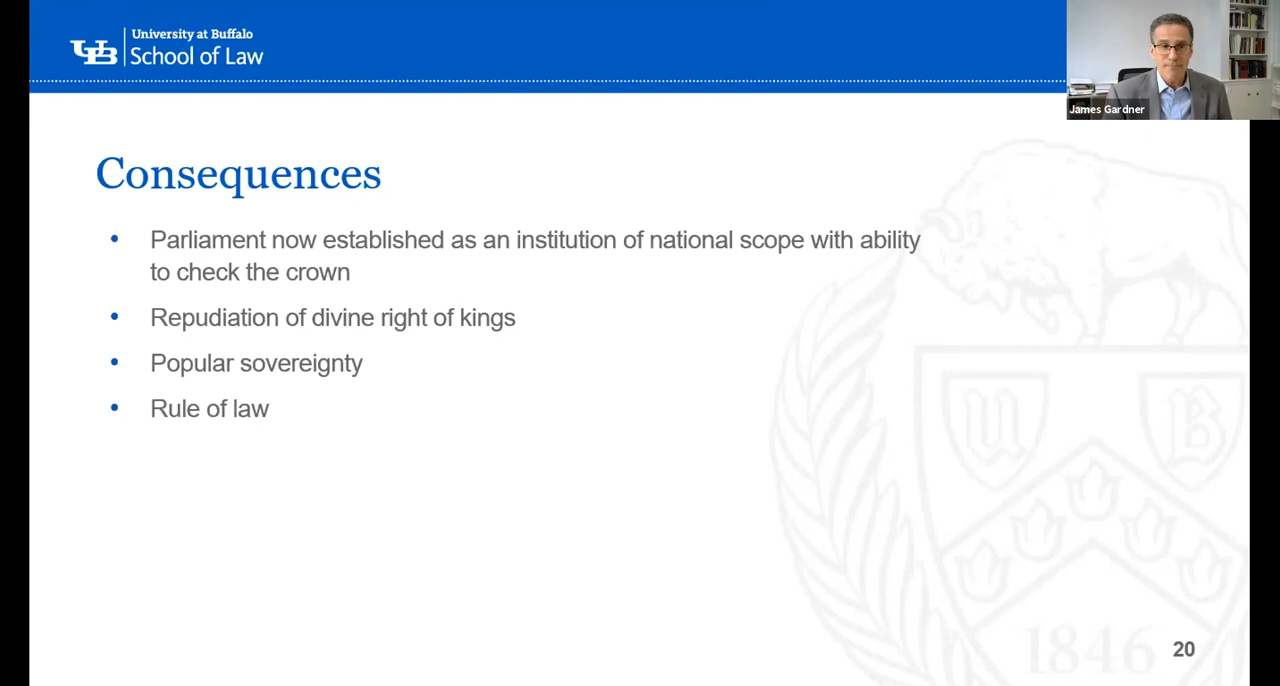 University at Buffalo
School of Law
James Gardner
Consequences
• Parliament now established as an institution of national scope with ability
to check the crown
• Repudiation of divine right of kings
• Popular sovereignty
• Rule of law
U B
1846
20